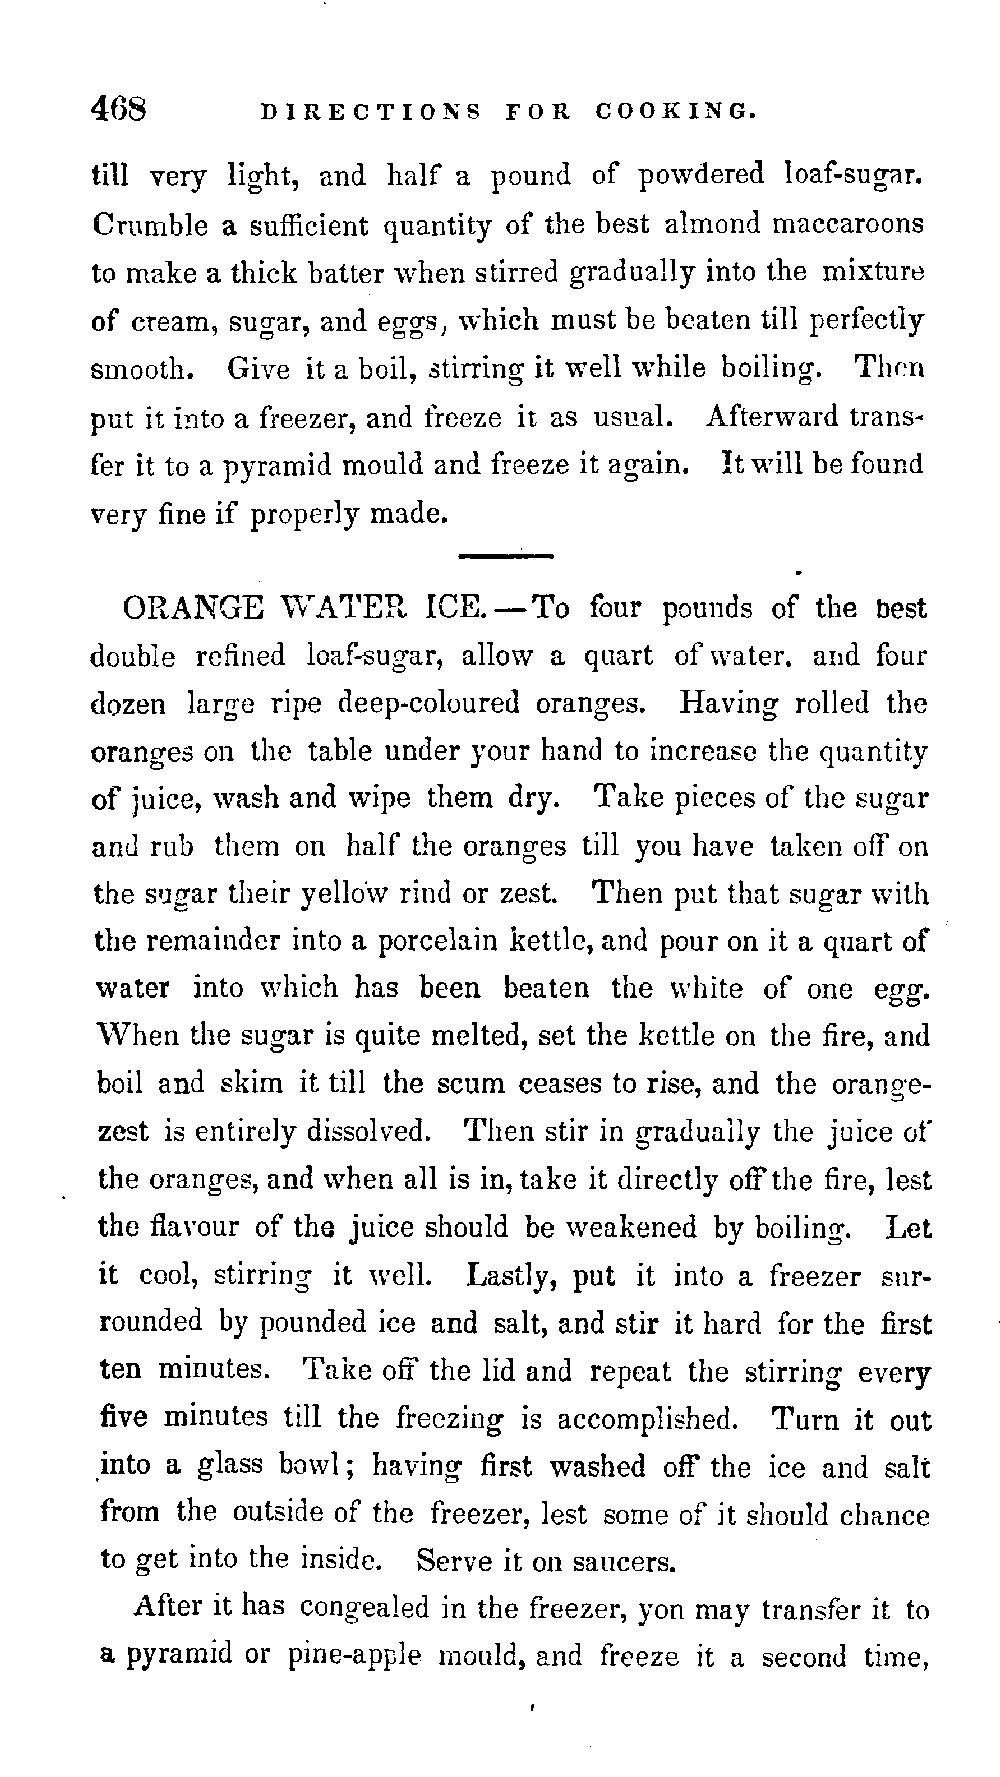 468 DIRECTIONS FOR COOKING.
till very light, and half a pound of powdered loaf-sugar.
Crumble a sufficient quantity of the best almond maccaroons
to make a thick batter when stirred gradually into the mixture
of cream, sugar, and eggs, which must be beaten till perfectly
smooth. Give it a boil, stirring it well while boiling. Then
put it into a freezer, and freeze it as usual. Afterward trans-
fer it to a pyramid mould and freeze it again. It will be found
very fine if properly made.
ORANGE WATER ICE.—To four pounds of the best
double refined loaf-sugar, allow a quart of water. and four
dozen large ripe deep-coloured oranges. Having rolled the
oranges on the table under your hand to increase the quantity
of juice, wash and wipe them dry. Take pieces of the sugar
and rub them on half the oranges till you have taken off on
the sugar their yellow rind or zest. Then put that sugar with
the remainder into a porcelain kettle, and pour on it a quart of
water into which has been beaten the white of one egg.
When the sugar is quite melted, set the kettle on the fire, and
boil and skim it till the scum ceases to rise, and the orange-
zest is entirely dissolved. Then stir in gradually the juice of
the oranges, and when all is in, take it directly off the fire, lest
the flavour of the juice should be weakened by boiling. Let
it cool, stirring it well. Lastly, put it into a freezer sur-
rounded by pounded ice and salt, and stir it hard for the first
ten minutes. Take off the lid and repeat the stirring every
five minutes till the freezing is accomplished. Turn it out
into a glass bowl; having first washed off the ice and salt
from the outside of the freezer, lest some of it should chance
to get into the inside. Serve it on saucers.
After it has congealed in the freezer, yon may transfer it to
a pyramid or pine-apple mould, and freeze it a second time,